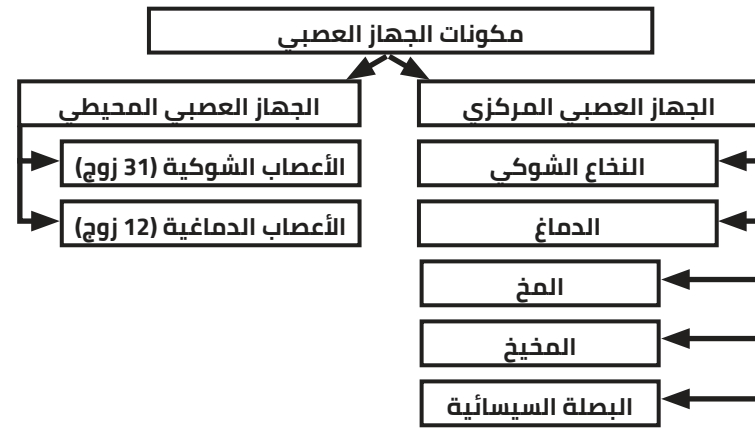 مكونات الجهاز العصبي
الجهاز العصبي المركزي
الجهاز العصبي المحيطي
النخاع الشوكي
الأعصاب الشوكية (31 زوج)
الدماغ
الأعصاب الدماغية (12 زوج)
المخ
المخيخ
البصلة السيسائية